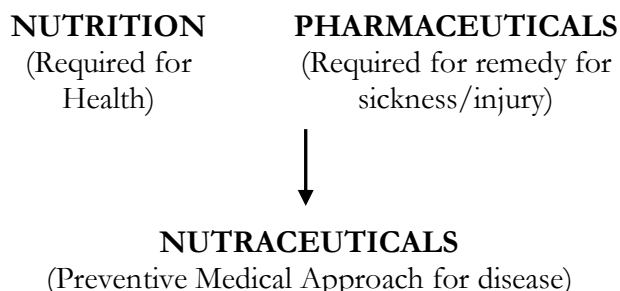 NUTRITION PHARMACEUTICALS
(Required for (Required for remedy for
Health) sickness/injury)
NUTRACEUTICALS
(Preventive Medical Approach for disease)